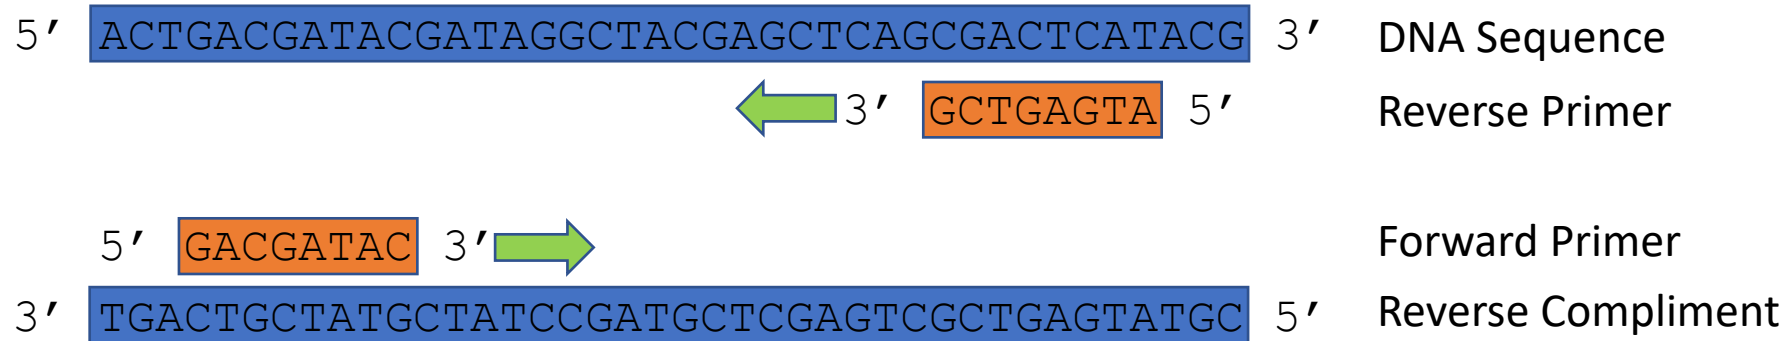 5′ ACTGACGATACGATAGGCTACGAGCTCAGCGACTCATACG 3′ DNA Sequence
3′ GCTGAGTA 5′ Reverse Primer
5′ GACGATAC 3′ Forward Primer
3′ TGACTGCTATGCTATCCGATGCTCGAGTCGCTGAGTATGC 5′ Reverse Compliment